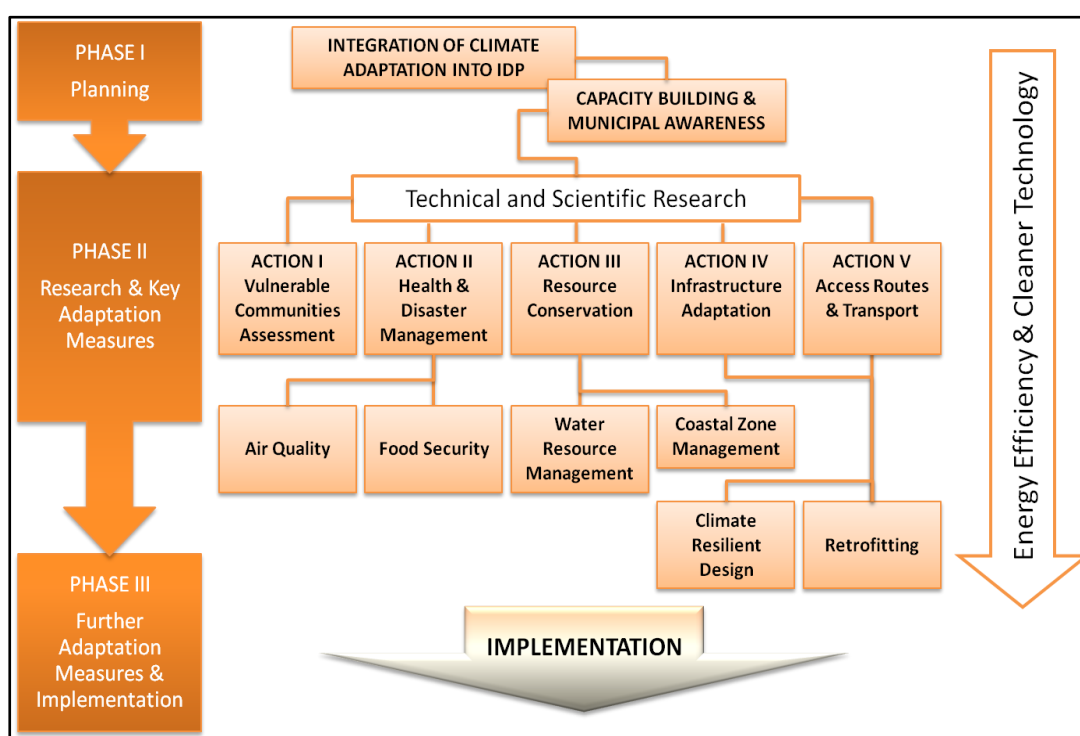 PHASE I
Planning
INTEGRATION OF CLIMATE
ADAPTATION INTO IDP
CAPACITY BUILDING &
MUNICIPAL AWARENESS
PHASE II
Research & Key
Adaptation
Measures
Technical and Scientific Research
ACTION I
Vulnerable
Communities
Assessment
ACTION II
Health &
Disaster
Management
ACTION III
Resource
Conservation
ACTION IV
Infrastructure
Adaptation
ACTION V
Access Routes
& Transport
Air Quality
Food Security
Water
Resource
Management
Coastal Zone
Management
Climate
Resilient
Design
Retrofitting
PHASE III
Further
Adaptation
Measures &
Implementation
IMPLEMENTATION
Energy Efficiency & Cleaner Technology